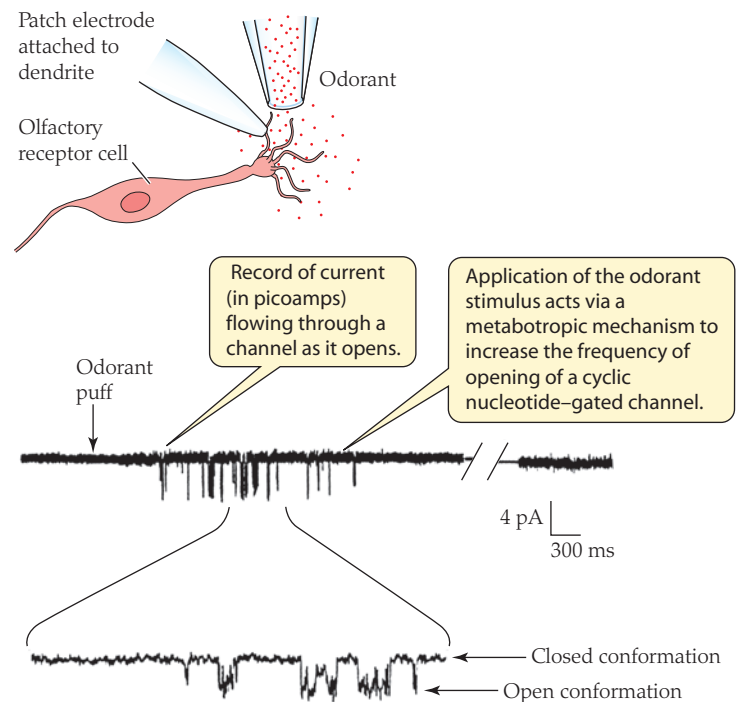 Patch electrode
attached to
dendrite
Odorant
Olfactory
receptor cell
Record of current
(in picoamps)
flowing through a
channel as it opens.
Application of the odorant
stimulus acts via a
metabotropic mechanism to
increase the frequency of
opening of a cyclic
nucleotide–gated channel.
Odorant
puff
4 pA
300 ms
Closed conformation
Open conformation